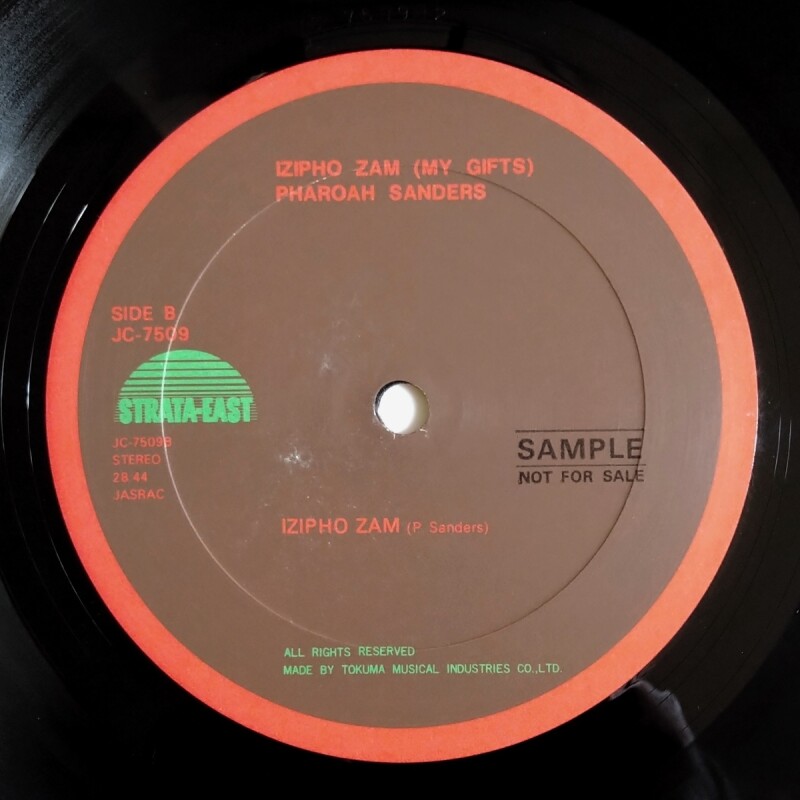 IZIPHO ZAM (MY GIFTS)
PHAROAH SANDERS
SIDE B
JC-7509
STRATA-EAST
JC-7509B
STEREO
28.44
JASRAC
SAMPLE
NOT FOR SALE
IZIPHO ZAM (P. Sanders)
ALL RIGHTS RESERVED
MADE BY TOKUMA MUSICAL INDUSTRIES CO.,LTD.